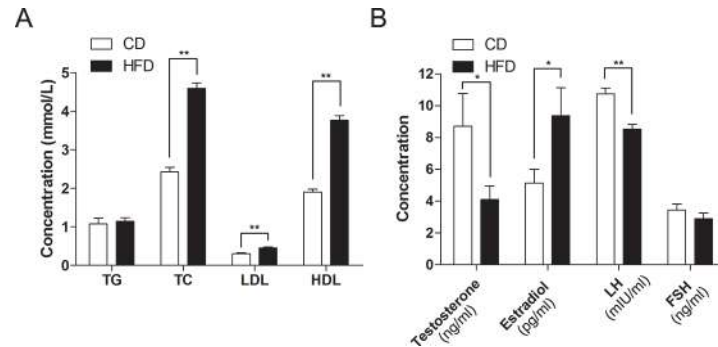 A
CD
HFD
Concentration (mmol/L)
5
4
3
2
1
0
**
**
**
TG
TC
LDL
HDL
B
CD
HFD
Concentration
12
10
8
6
4
2
0
*
*
**
Testosterone
(ng/ml)
Estradiol
(pg/ml)
LH
(mIU/ml)
FSH
(ng/ml)